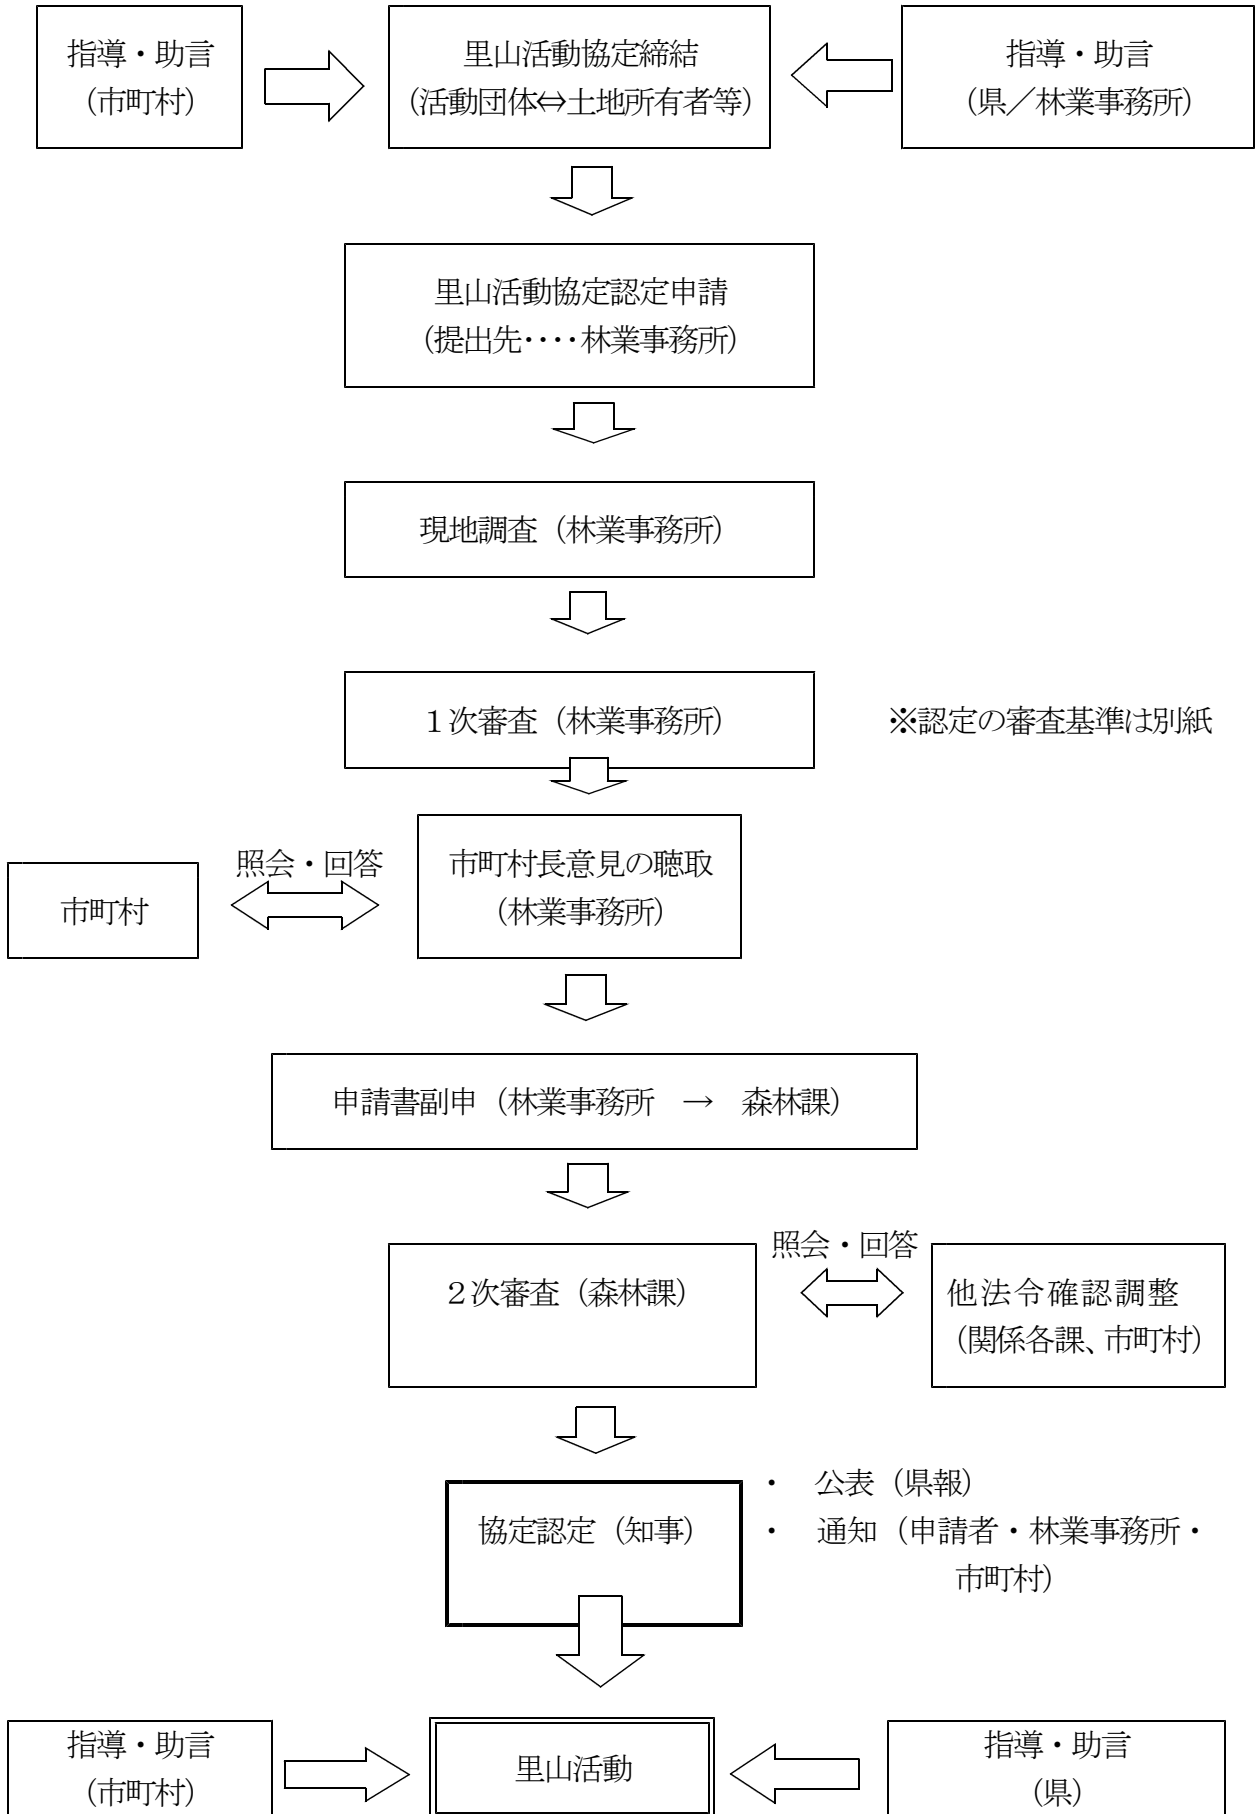 指導・助言
（市町村）
里山活動協定締結
（活動団体⇔土地所有者等）
指導・助言
（県／林業事務所）
里山活動協定認定申請
（提出先････林業事務所）
現地調査（林業事務所）
１次審査（林業事務所）
※認定の審査基準は別紙
市町村
照会・回答
市町村長意見の聴取
（林業事務所）
申請書副申（林業事務所　→　森林課）
２次審査（森林課）
照会・回答
他法令確認調整
（関係各課、市町村）
協定認定（知事）
・　公表（県報）
・　通知（申請者・林業事務所・
市町村）
指導・助言
（市町村）
里山活動
指導・助言
（県）